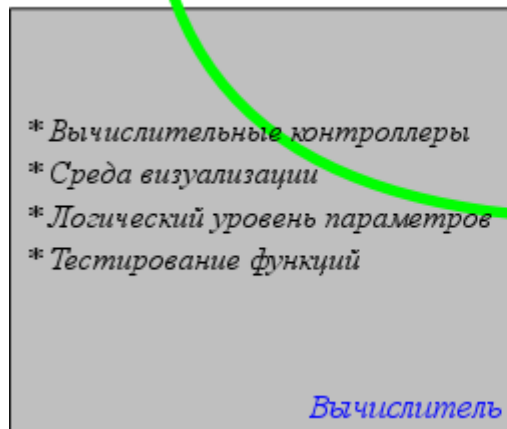 * Вычислительные контроллеры
* Среда визуализации
* Логический уровень параметров
* Тестирование функций
Вычислитель